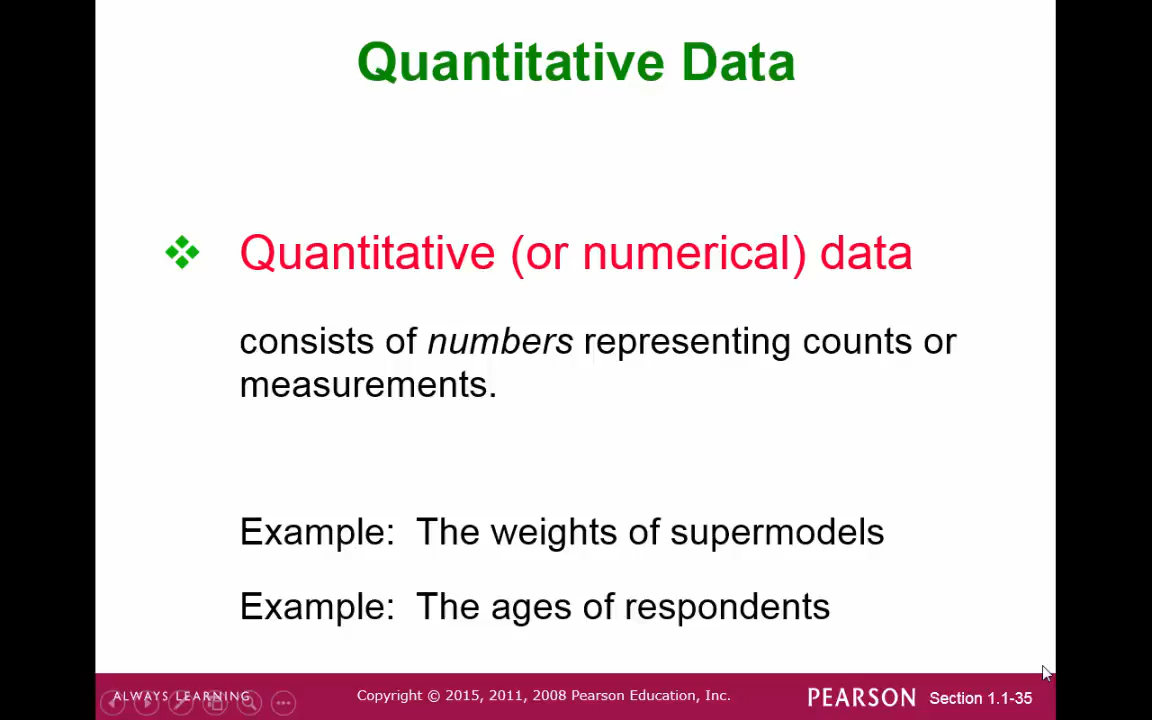 Quantitative Data
Quantitative (or numerical) data
consists of numbers representing counts or
measurements.
Example: The weights of supermodels
Example: The ages of respondents
ALWAYS LEARNING
Copyright © 2015, 2011, 2008 Pearson Education, Inc.
PEARSON
Section 1.1-35